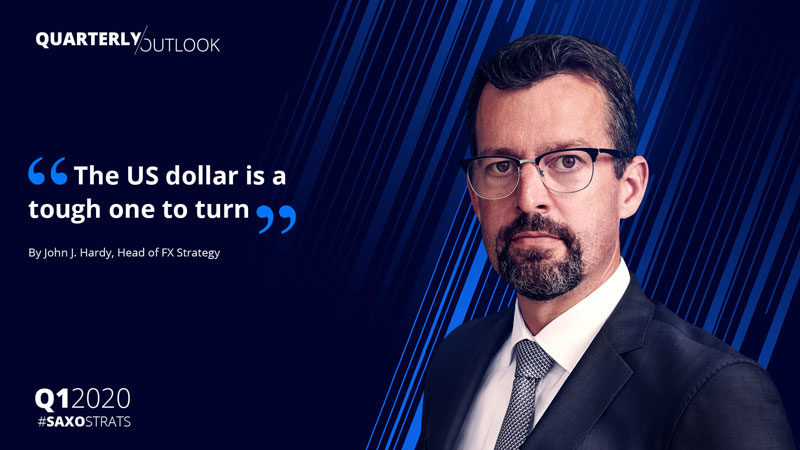 QUARTERLY/OUTLOOK
“ The US dollar is a
tough one to turn ”
By John J. Hardy, Head of FX Strategy
Q12020
#SAXOSTRATS